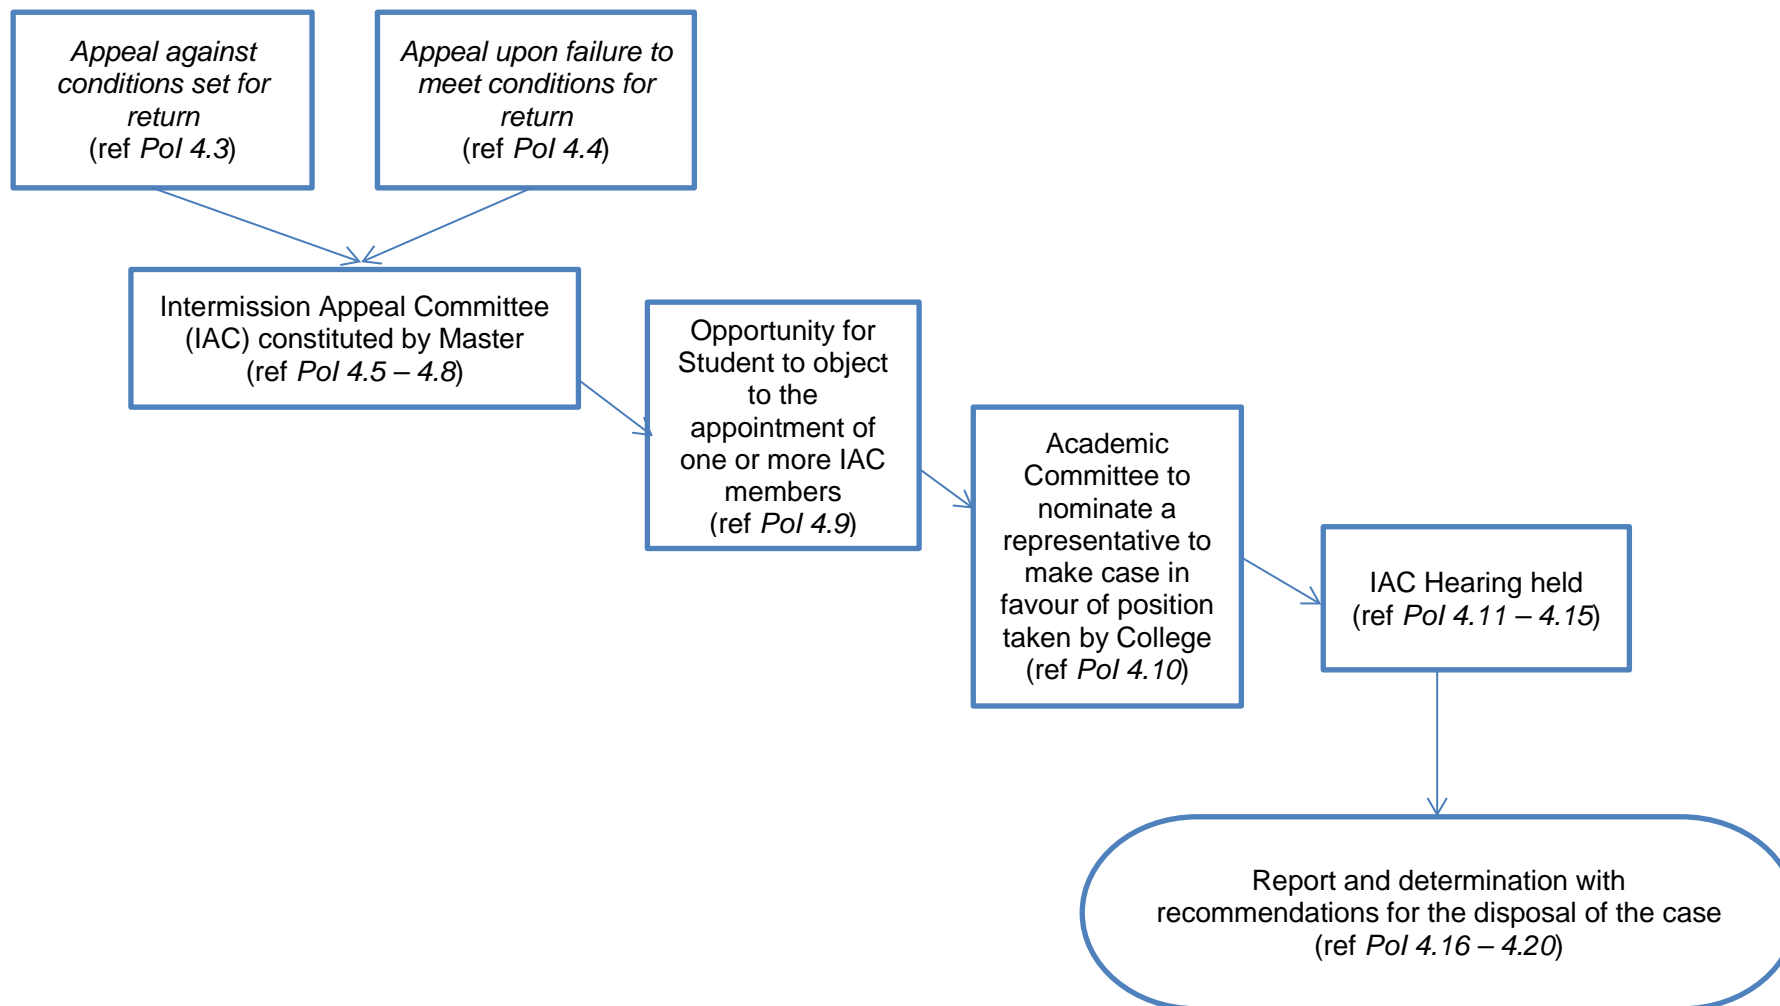 Appeal against
conditions set for
return
(ref PoI 4.3)
Appeal upon failure to
meet conditions for
return
(ref PoI 4.4)
Intermission Appeal Committee
(IAC) constituted by Master
(ref PoI 4.5 – 4.8)
Opportunity for
Student to object
to the
appointment of
one or more IAC
members
(ref PoI 4.9)
Academic
Committee to
nominate a
representative to
make case in
favour of position
taken by College
(ref PoI 4.10)
IAC Hearing held
(ref PoI 4.11 – 4.15)
Report and determination with
recommendations for the disposal of the case
(ref PoI 4.16 – 4.20)